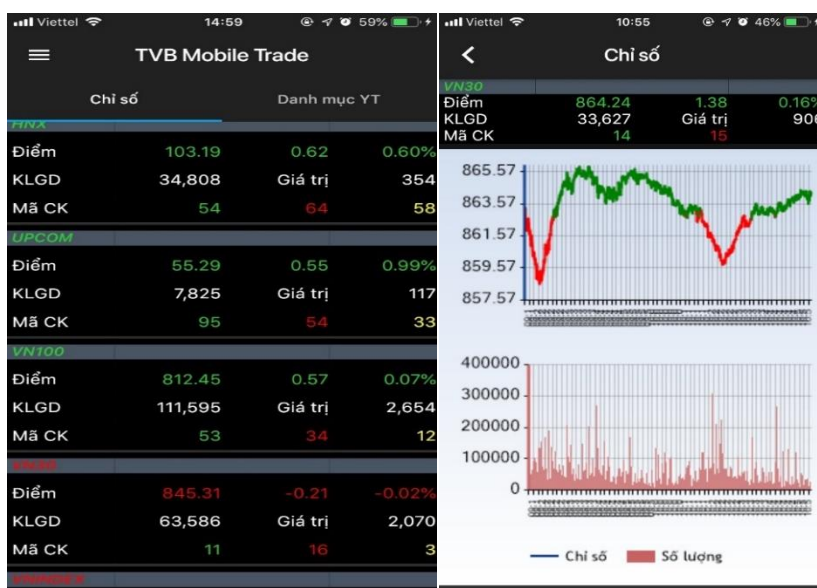 Viettel 14:59 59%
TVB Mobile Trade
Chỉ số Danh mục YT
HNX
Điểm 103.19 0.62 0.60%
KLGD 34,808 Giá trị 354
Mã CK 54 64 58
UPCOM
Điểm 55.29 0.55 0.99%
KLGD 7,825 Giá trị 117
Mã CK 95 54 33
VN100
Điểm 812.45 0.57 0.07%
KLGD 111,595 Giá trị 2,654
Mã CK 53 34 12
VN30
Điểm 845.31 -0.21 -0.02%
KLGD 63,586 Giá trị 2,070
Mã CK 11 16 3
VNINDEX
Viettel 10:55 46%
Chỉ số
VN30
Điểm 864.24 1.38 0.16%
KLGD 33,627 Giá trị 906
Mã CK 14 15
865.57
863.57
861.57
859.57
857.57
400000
300000
200000
100000
0
Chỉ số Số lượng